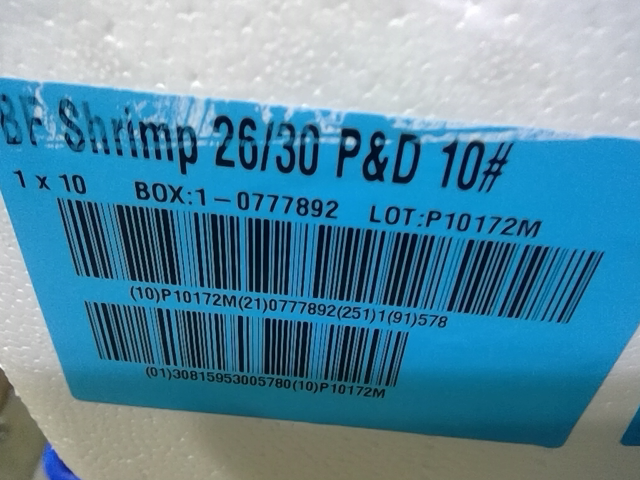 BF Shrimp 26/30 P&D 10#
1 x 10 BOX:1-0777892 LOT:P10172M
(10)P10172M(21)0777892(251)1(91)578
(01)30815953005780(10)P10172M